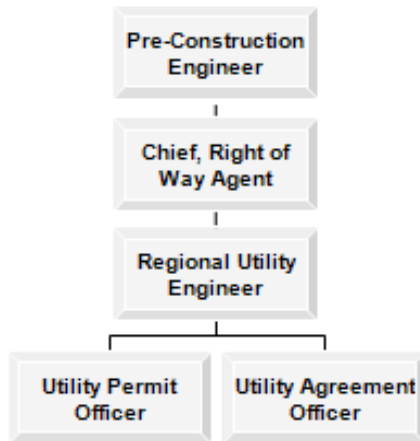 Pre-Construction
Engineer
Chief, Right of
Way Agent
Regional Utility
Engineer
Utility Permit
Officer
Utility Agreement
Officer